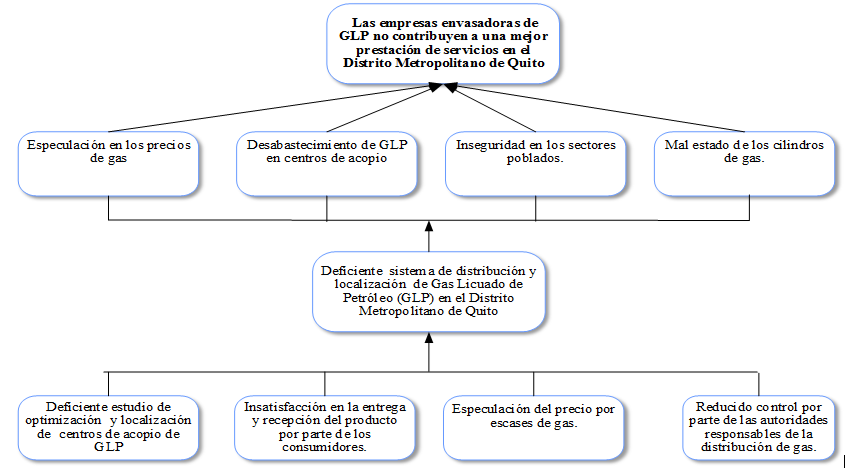 Las empresas envasadoras de
GLP no contribuyen a una mejor
prestación de servicios en el
Distrito Metropolitano de Quito
Especulación en los precios
de gas
Desabastecimiento de GLP
en centros de acopio
Inseguridad en los sectores
poblados.
Mal estado de los cilindros
de gas.
Deficiente sistema de distribución y
localización de Gas Licuado de
Petróleo (GLP) en el Distrito
Metropolitano de Quito
Deficiente estudio de
optimización y localización
de centros de acopio de
GLP
Insatisfacción en la entrega
y recepción del producto
por parte de los
consumidores.
Especulación del precio por
escases de gas.
Reducido control por
parte de las autoridades
responsables de la
distribución de gas.